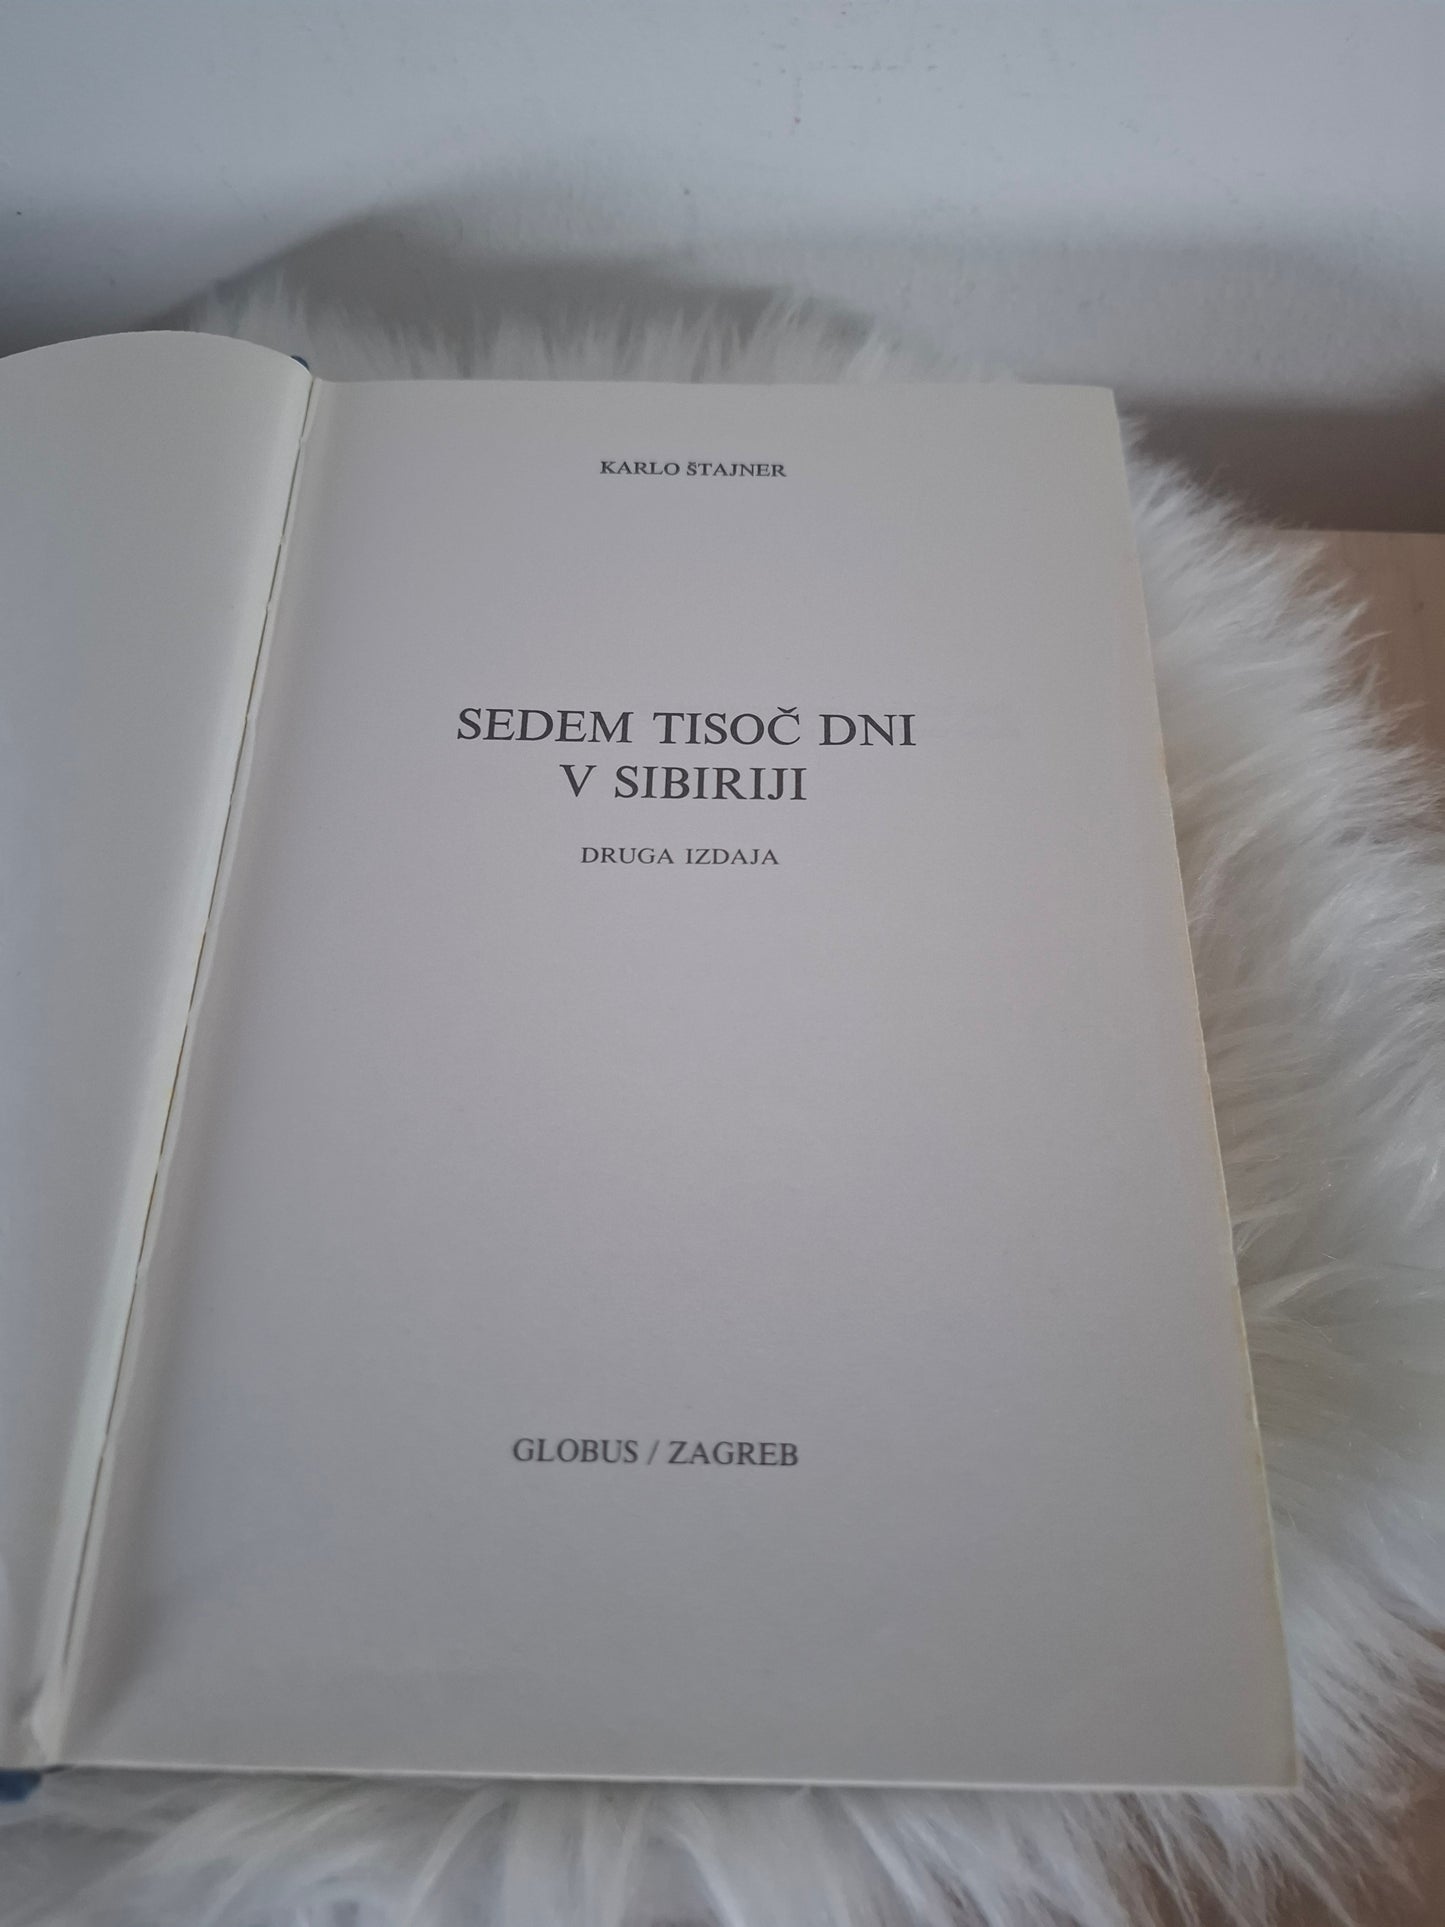 KARLO ŠTAJNER
SEDEM TISOČ DNI
V SIBIRIJI
DRUGA IZDAJA
GLOBUS / ZAGREB